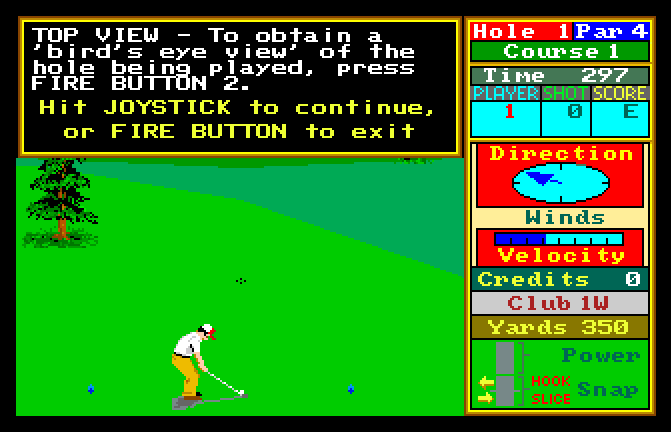 TOP VIEW - To obtain a
'bird's eye view' of the
hole being played, press
FIRE BUTTON 2.
Hit JOYSTICK to continue,
or FIRE BUTTON to exit
Hole 1 Par 4
Course 1
Time 297
PLAYER SHOT SCORE
1 0 E
Direction
Winds
Velocity
Credits 0
Club 1W
Yards 350
Power
HOOK
SLICE
Snap